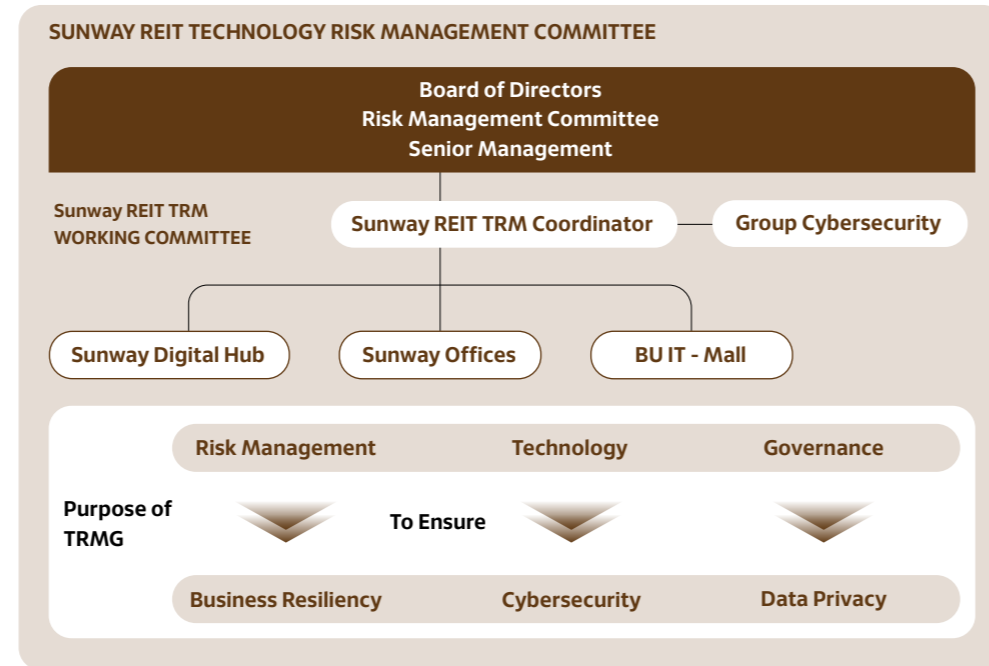 SUNWAY REIT TECHNOLOGY RISK MANAGEMENT COMMITTEE
Board of Directors
Risk Management Committee
Senior Management
Sunway REIT TRM
WORKING COMMITTEE
Sunway REIT TRM Coordinator
Group Cybersecurity
Sunway Digital Hub
Sunway Offices
BU IT - Mall
Risk Management
Technology
Governance
Purpose of
TRMG
To Ensure
Business Resiliency
Cybersecurity
Data Privacy